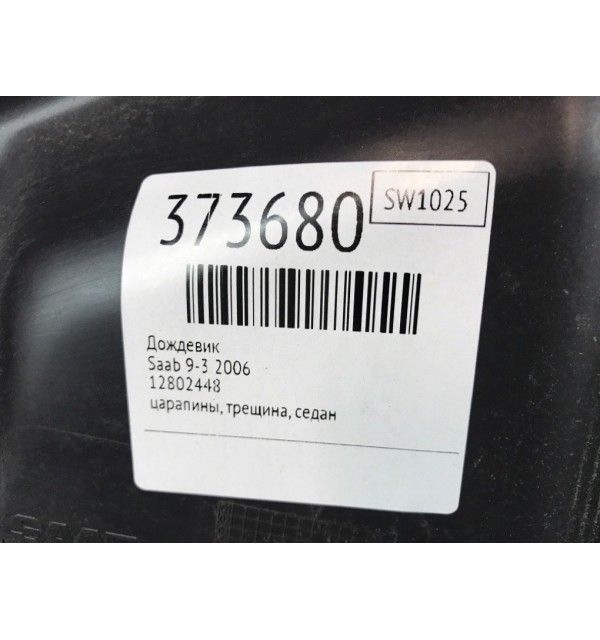 373680
SW1025
Дождевик
Saab 9-3 2006
12802448
царапины, трещина, седан